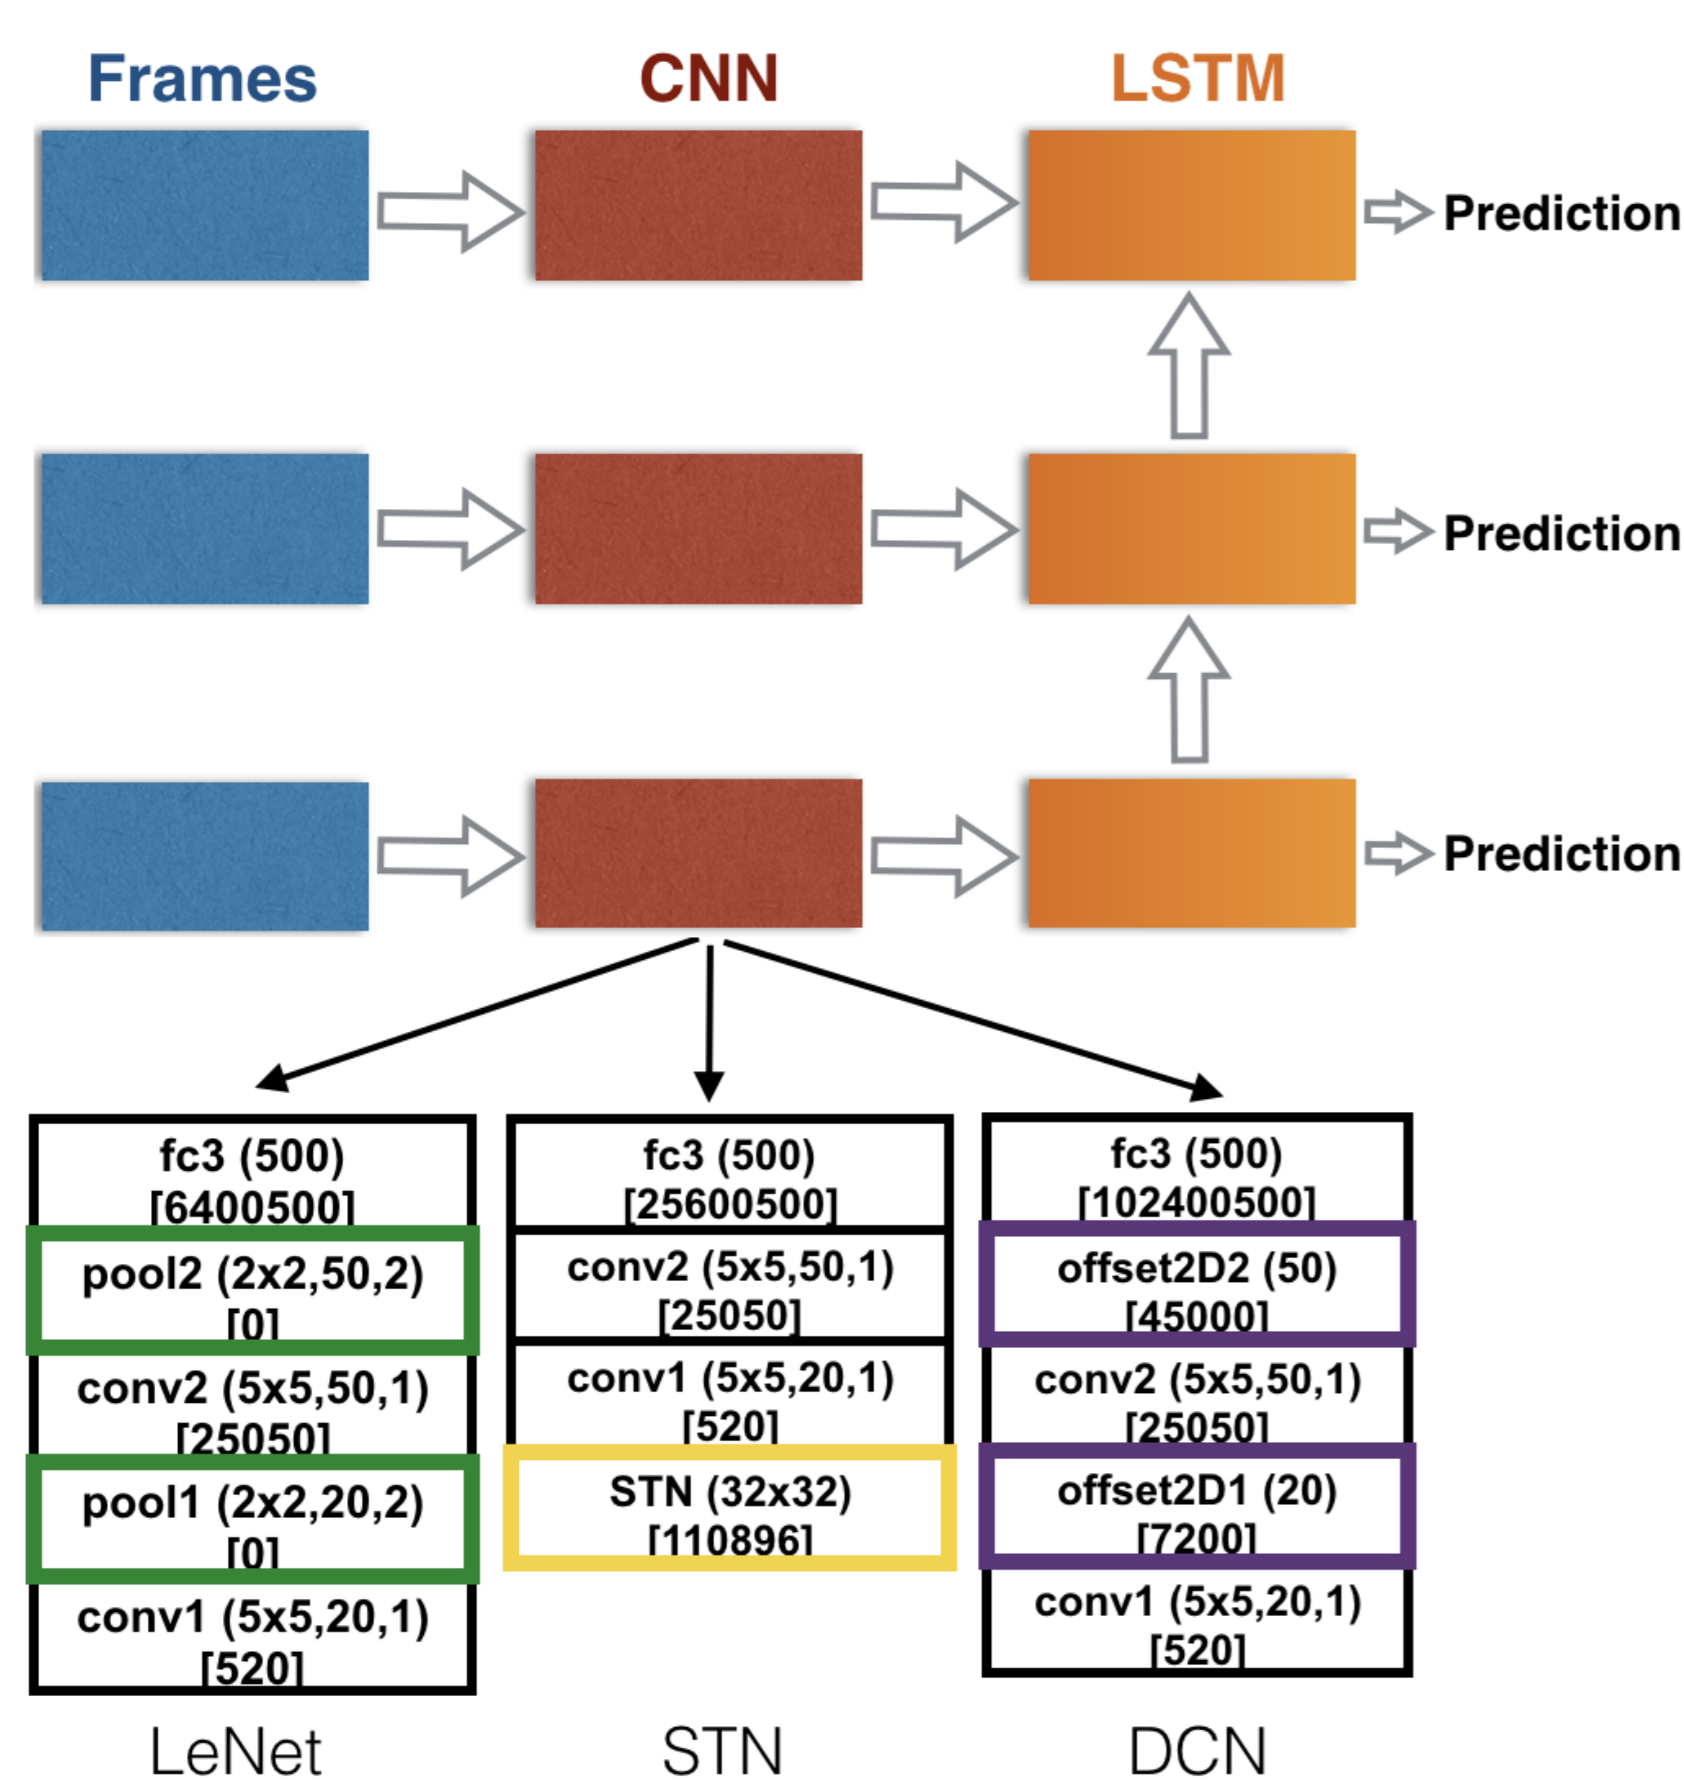 Frames
CNN
LSTM
Prediction
Prediction
Prediction
fc3 (500)
[6400500]
pool2 (2x2,50,2)
[0]
conv2 (5x5,50,1)
[25050]
pool1 (2x2,20,2)
[0]
conv1 (5x5,20,1)
[520]
LeNet
fc3 (500)
[25600500]
conv2 (5x5,50,1)
[25050]
conv1 (5x5,20,1)
[520]
STN (32x32)
[110896]
STN
fc3 (500)
[102400500]
offset2D2 (50)
[45000]
conv2 (5x5,50,1)
[25050]
offset2D1 (20)
[7200]
conv1 (5x5,20,1)
[520]
DCN